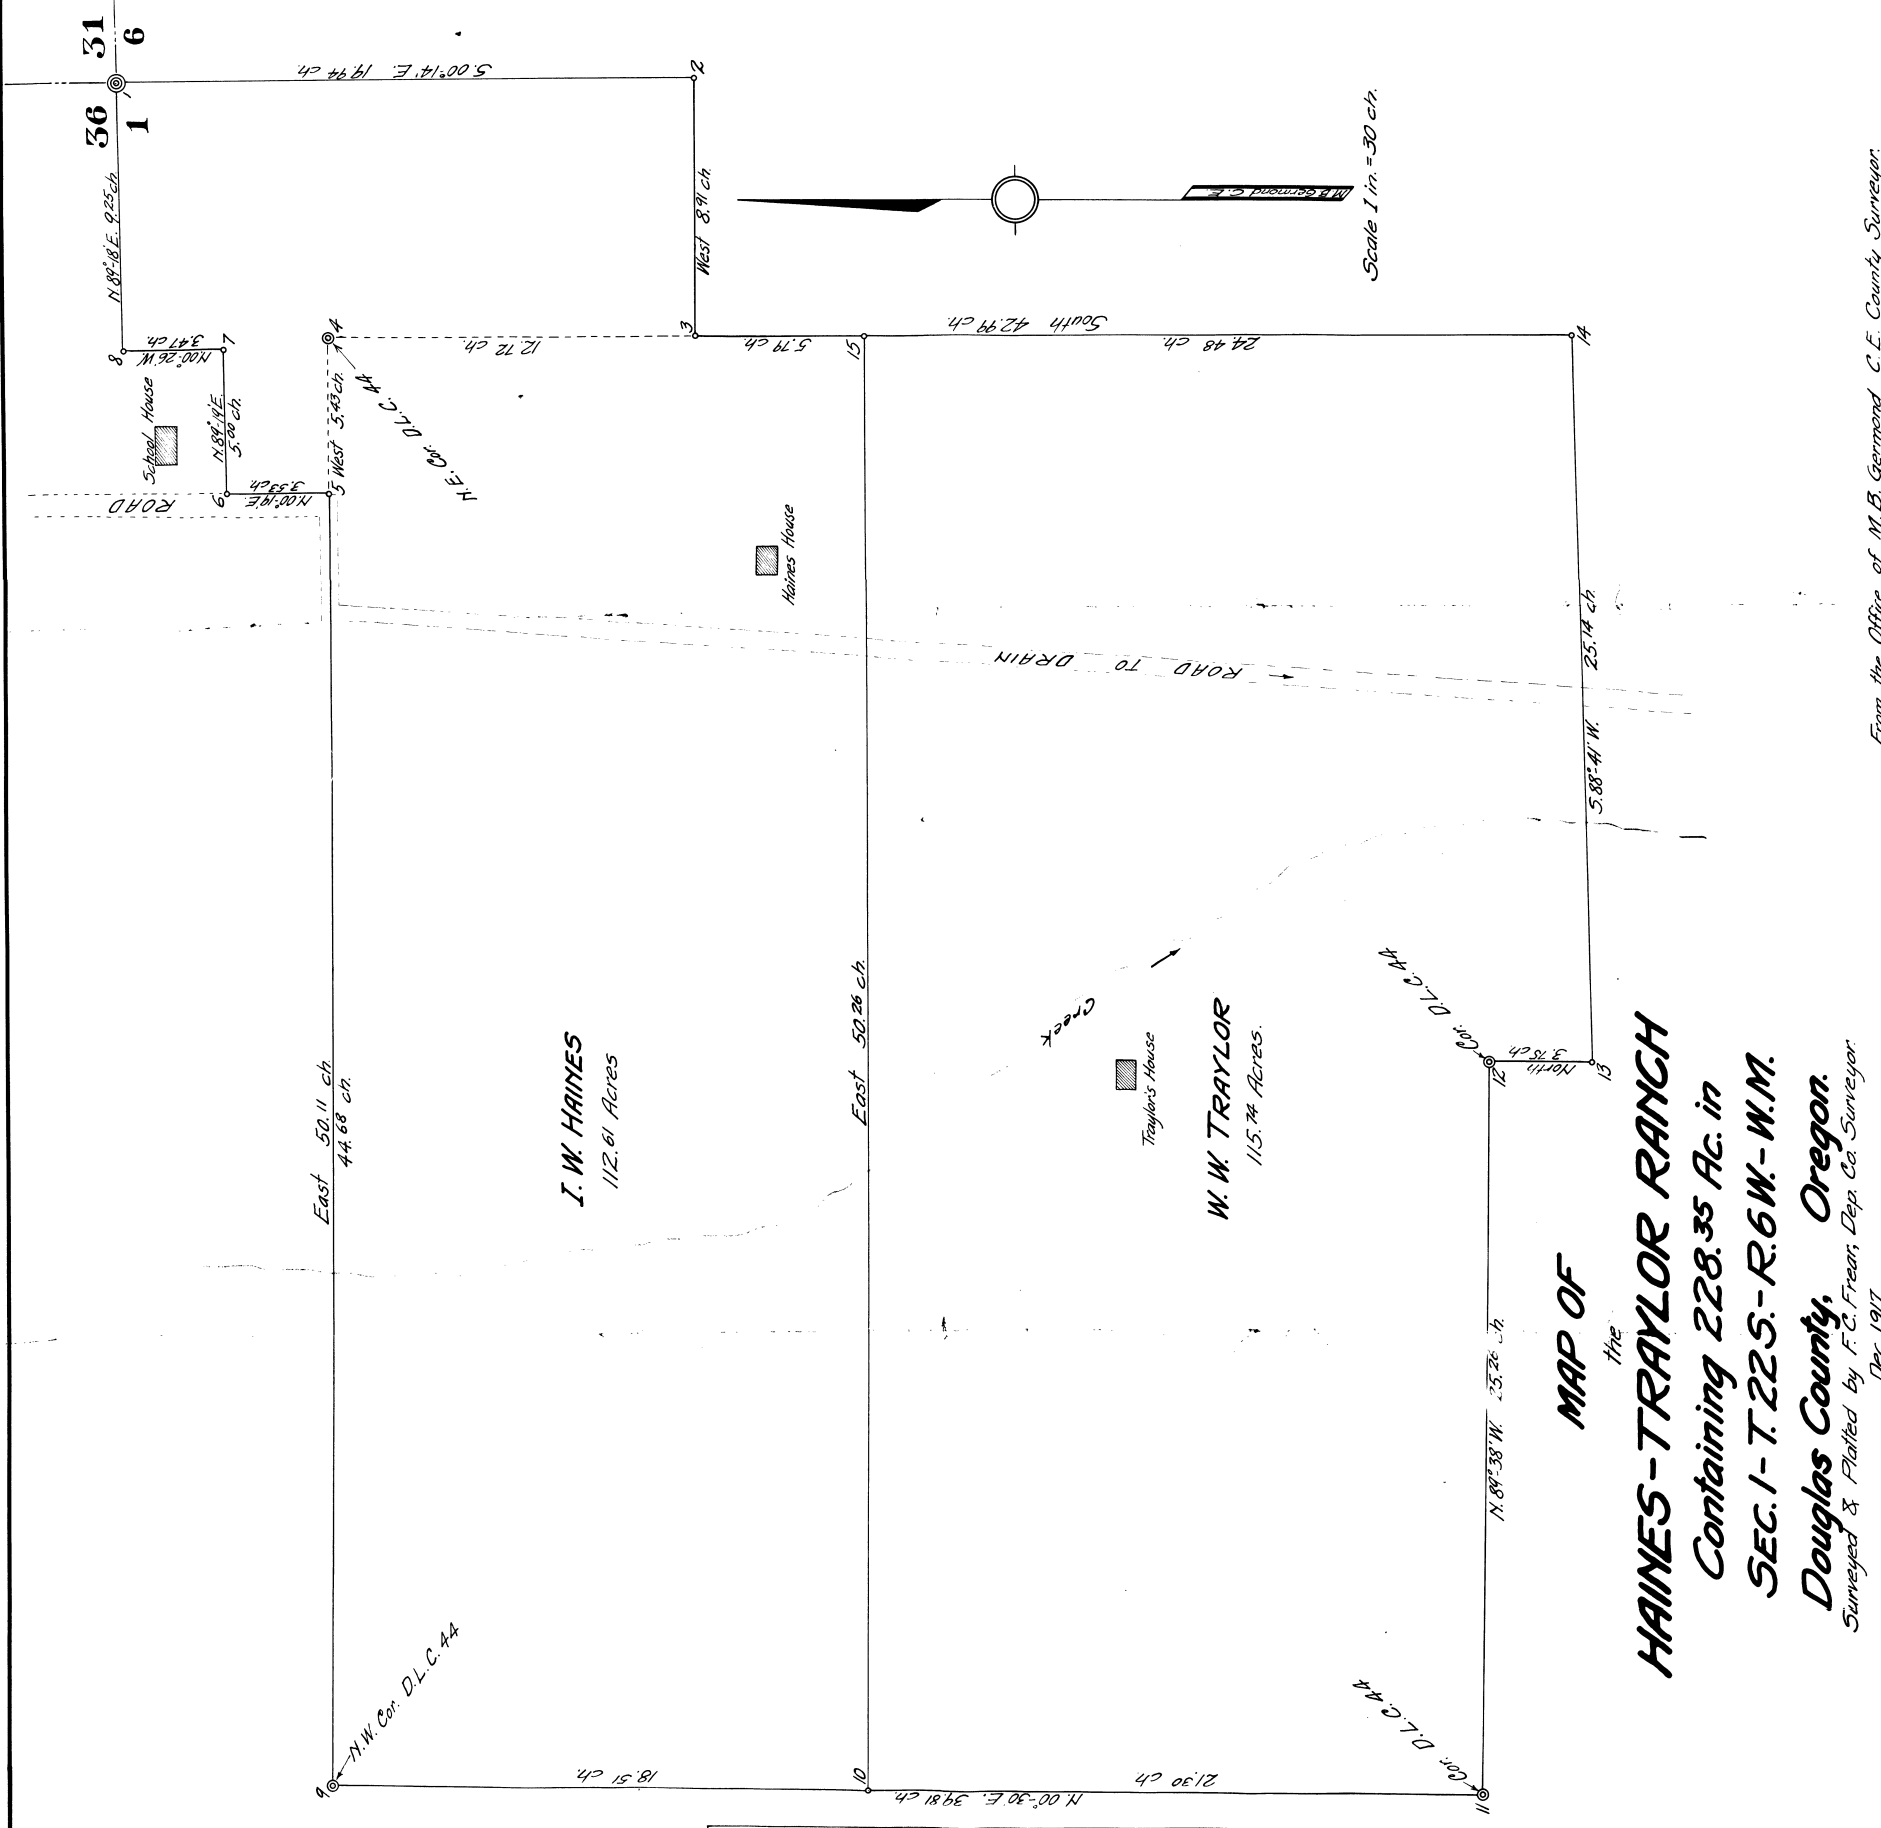 36
31
1
6
1
N.89°-18'E. 9.25 ch.
S.00°14' E. 19.94 ch.
2
West 8.91 ch.
3
12.72 ch.
4
N.E. Cor. D.L.C. 44
5
West 5.43 ch.
N.00°-19'E.
3.53 ch.
6
N.89°-19'E.
5.00 ch.
7
N.00°-26'W.
3.47 ch.
8
School House
ROAD
M.B. Germond C.E.
Scale 1 in. = 30 ch.
South 42.99 ch.
5.79 ch.
24.48 ch.
15
14
Haines House
ROAD TO DRAIN
East 50.11 ch.
44.68 ch.
I. W. HAINES
112.61 Acres
East 50.26 ch.
Creek
Traylor's House
W. W. TRAYLOR
115.74 Acres.
S.88°-41'W. 25.14 ch.
Cor. D.L.C. 44
12
North
3.75 ch.
13
N.89°-38'W. 25.26 ch.
Cor. D.L.C. 44
11
N.00°-30'E. 39.81 ch.
21.30 ch.
10
18.51 ch.
9
N.W. Cor. D.L.C. 44
MAP OF
the
HAINES-TRAYLOR RANCH
Containing 228.35 Ac. in
SEC. 1-T. 22 S.-R. 6 W.-W.M.
Douglas County, Oregon.
Surveyed & Platted by F.C. Frear, Dep. Co. Surveyor.
Dec. 1917
From the Office of M.B. Germond C.E. County Surveyor.